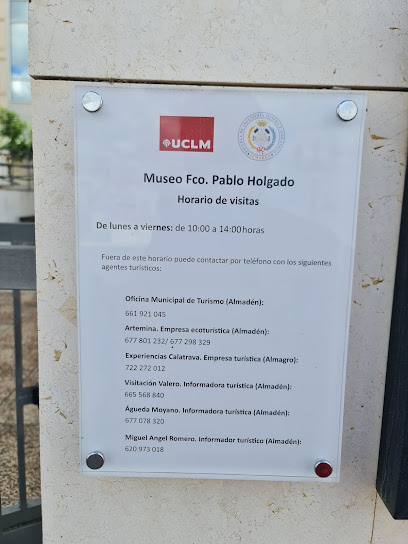 UCLM
Museo Fco. Pablo Holgado
Horario de visitas
De lunes a viernes: de 10:00 a 14:00 horas
Fuera de este horario puede contactar por teléfono con los siguientes
agentes turísticos:
Oficina Municipal de Turismo (Almadén):
661 921 045
Artemina. Empresa ecoturística (Almadén):
677 801 232/ 677 298 329
Experiencias Calatrava. Empresa turística (Almagro):
722 272 012
Visitación Valero. Informadora turística (Almadén):
665 568 840
Águeda Moyano. Informadora turística (Almadén):
677 078 320
Miguel Angel Romero. Informador turístico (Almadén):
620 973 018